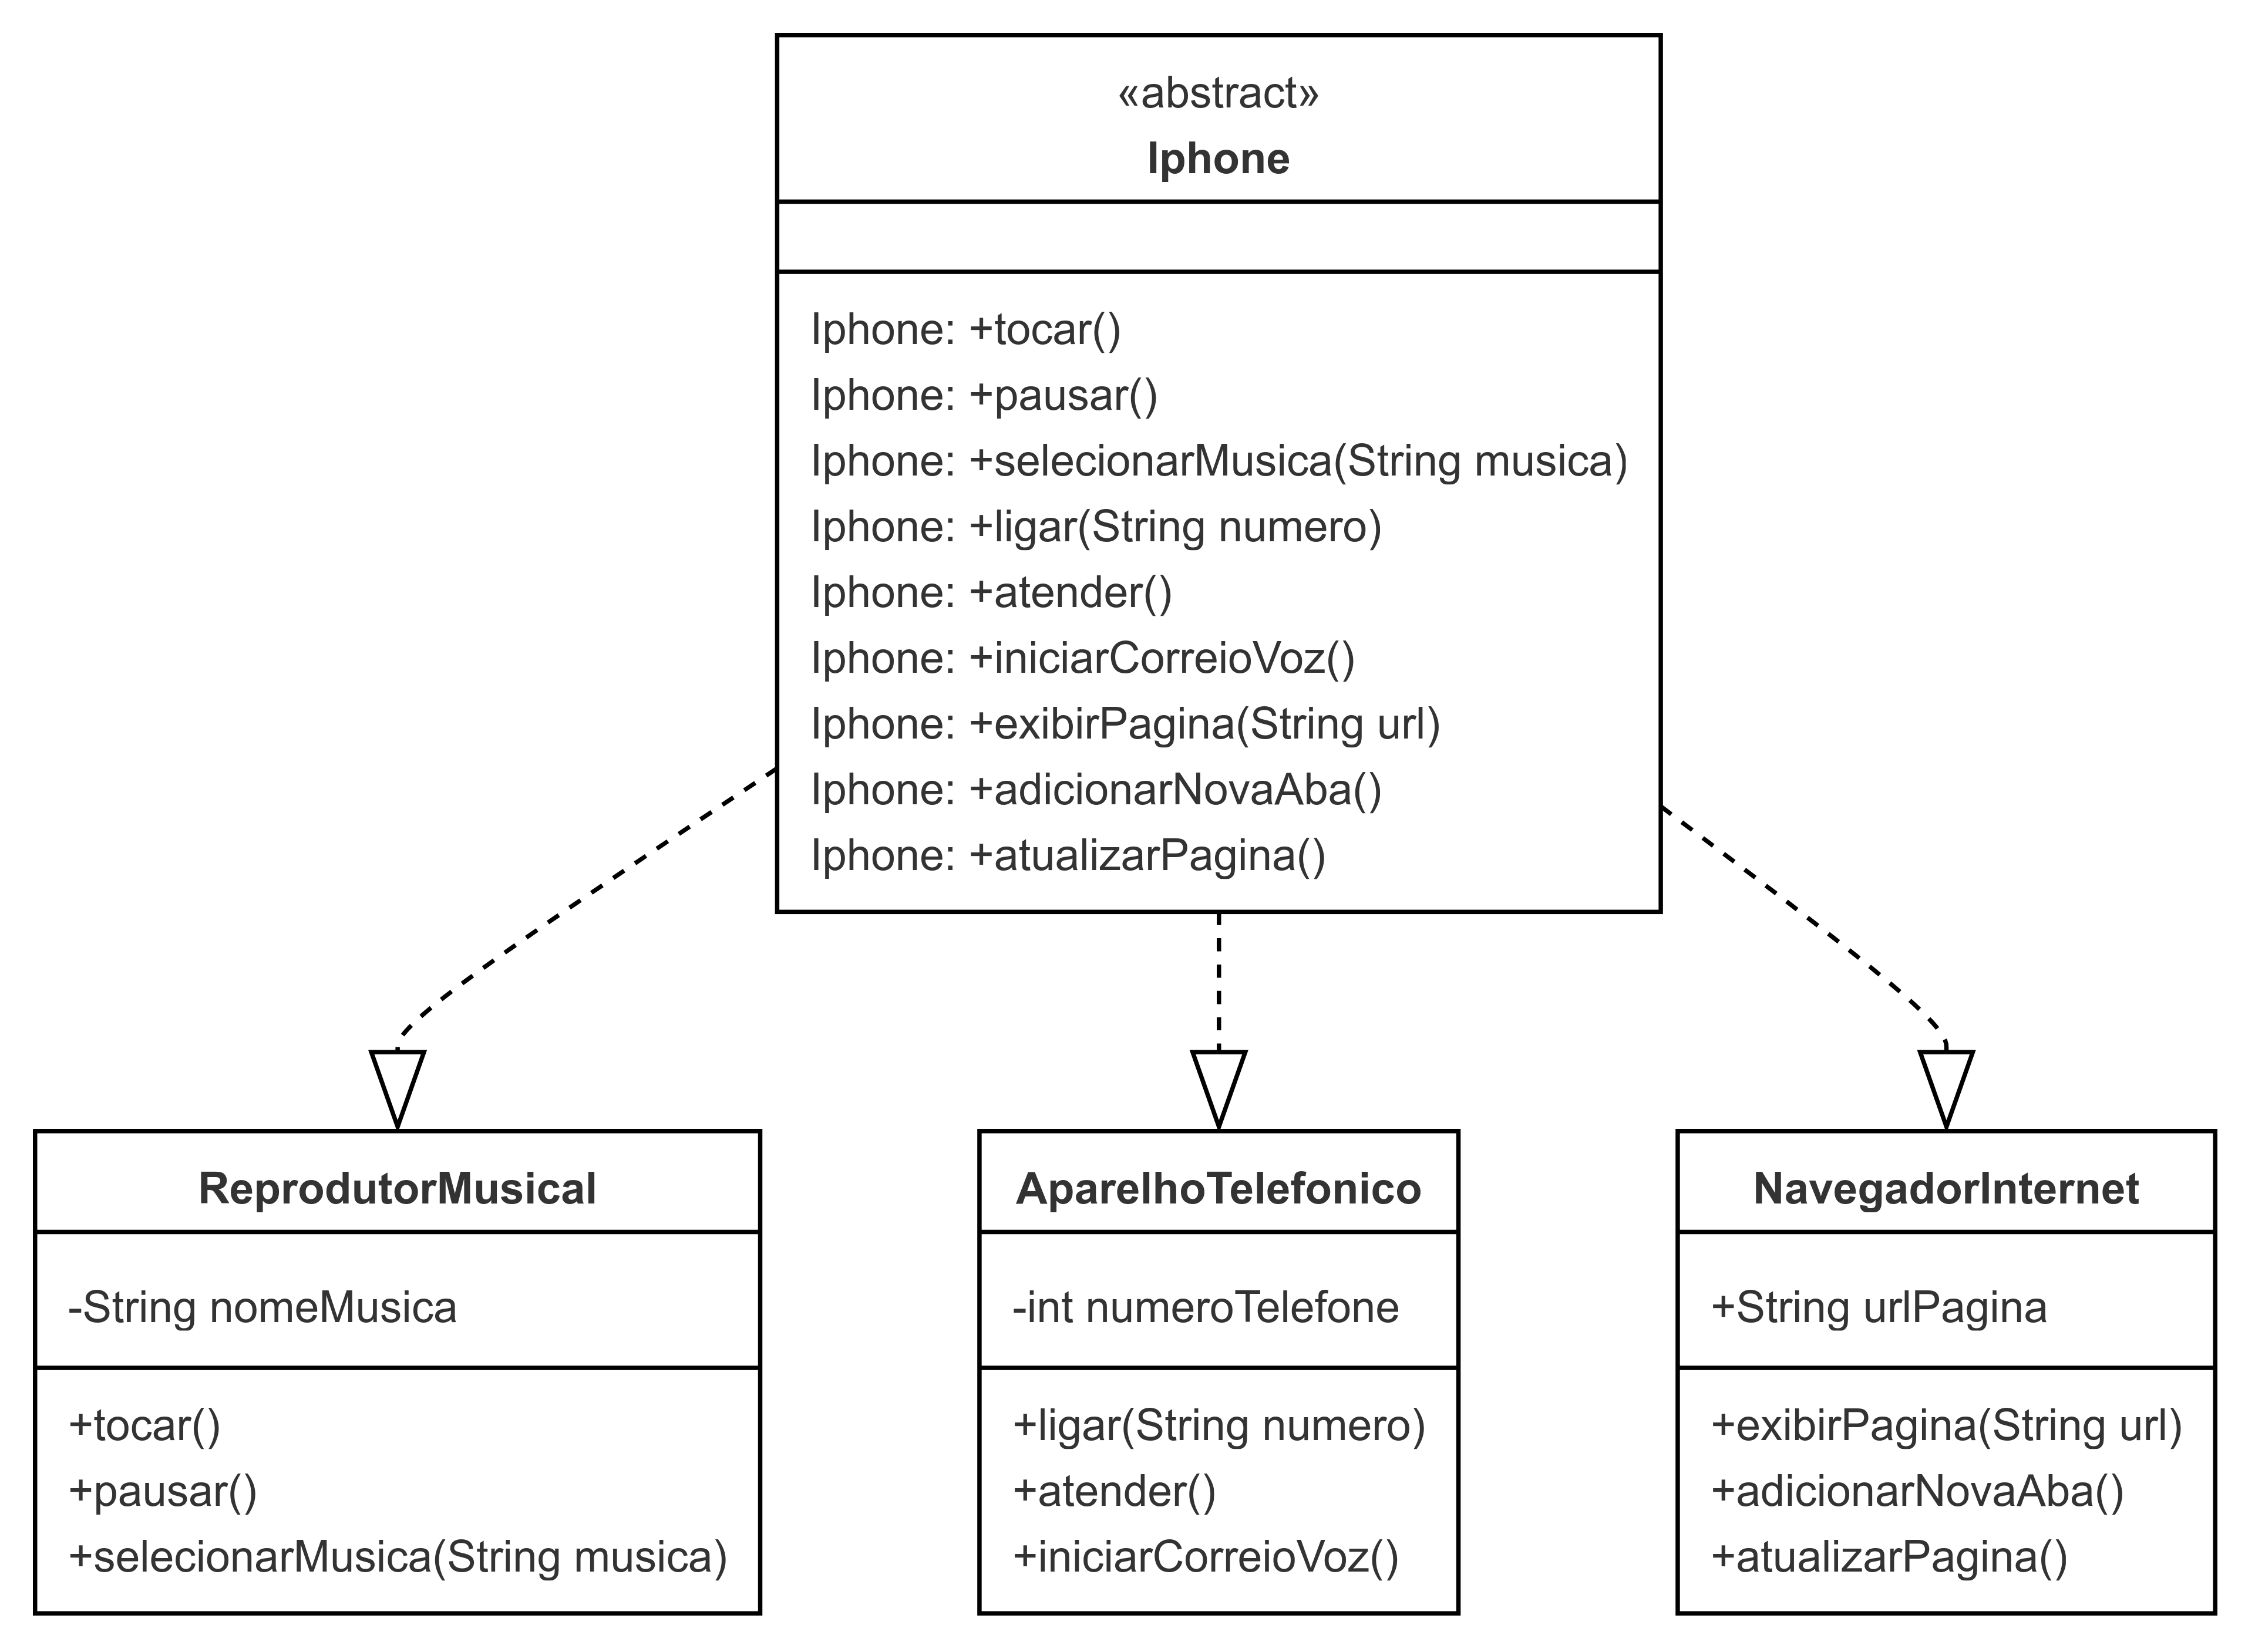 «abstract»
Iphone
Iphone: +tocar()
Iphone: +pausar()
Iphone: +selecionarMusica(String musica)
Iphone: +ligar(String numero)
Iphone: +atender()
Iphone: +iniciarCorreioVoz()
Iphone: +exibirPagina(String url)
Iphone: +adicionarNovaAba()
Iphone: +atualizarPagina()
ReprodutorMusical
-String nomeMusica
+tocar()
+pausar()
+selecionarMusica(String musica)
AparelhoTelefonico
-int numeroTelefone
+ligar(String numero)
+atender()
+iniciarCorreioVoz()
NavegadorInternet
+String urlPagina
+exibirPagina(String url)
+adicionarNovaAba()
+atualizarPagina()